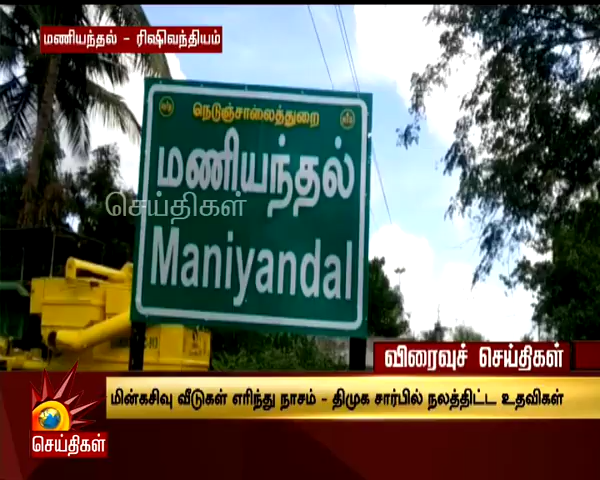 மணியந்தல் - ரிஷிவந்தியம்
நெடுஞ்சாலைத்துறை
மணியந்தல்
செய்திகள்
Maniyandal
விரைவுச் செய்திகள்
மின்கசிவு வீடுகள் எரிந்து நாசம் - திமுக சார்பில் நலத்திட்ட உதவிகள்
செய்திகள்